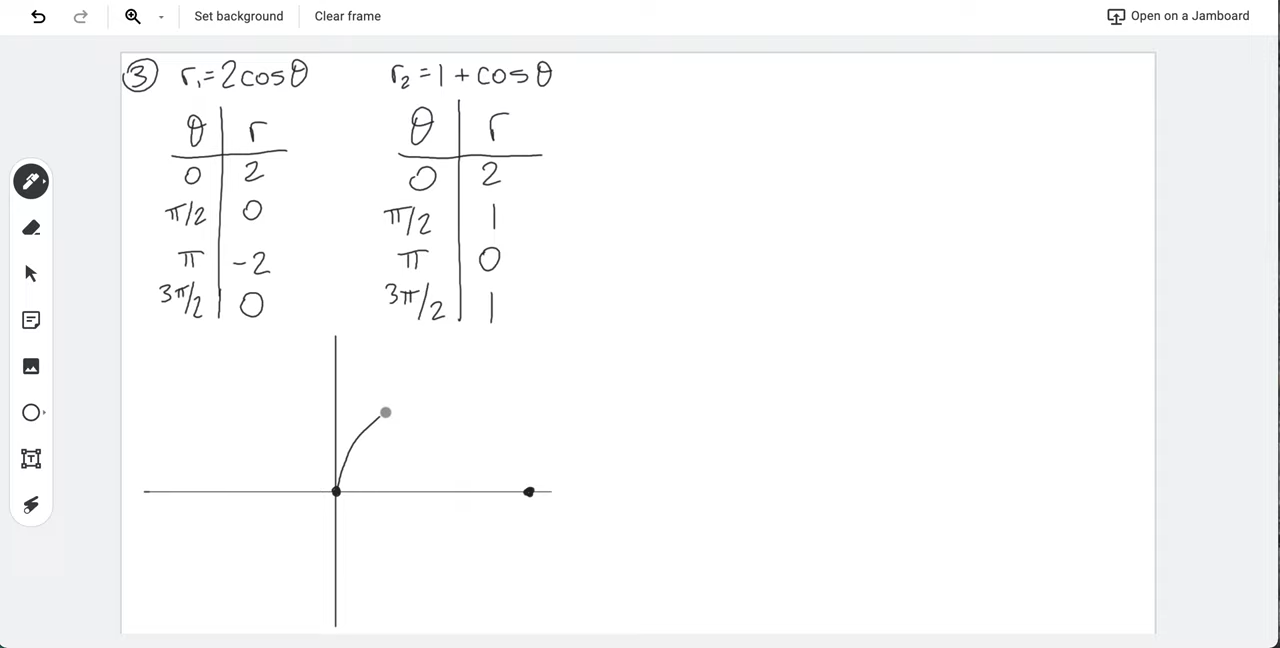 Set background Clear frame Open on a Jamboard
③ r₁=2cosθ r₂=1+cosθ
θ r θ r
0 2 0 2
π/2 0 π/2 1
π -2 π 0
3π/2 0 3π/2 1
T